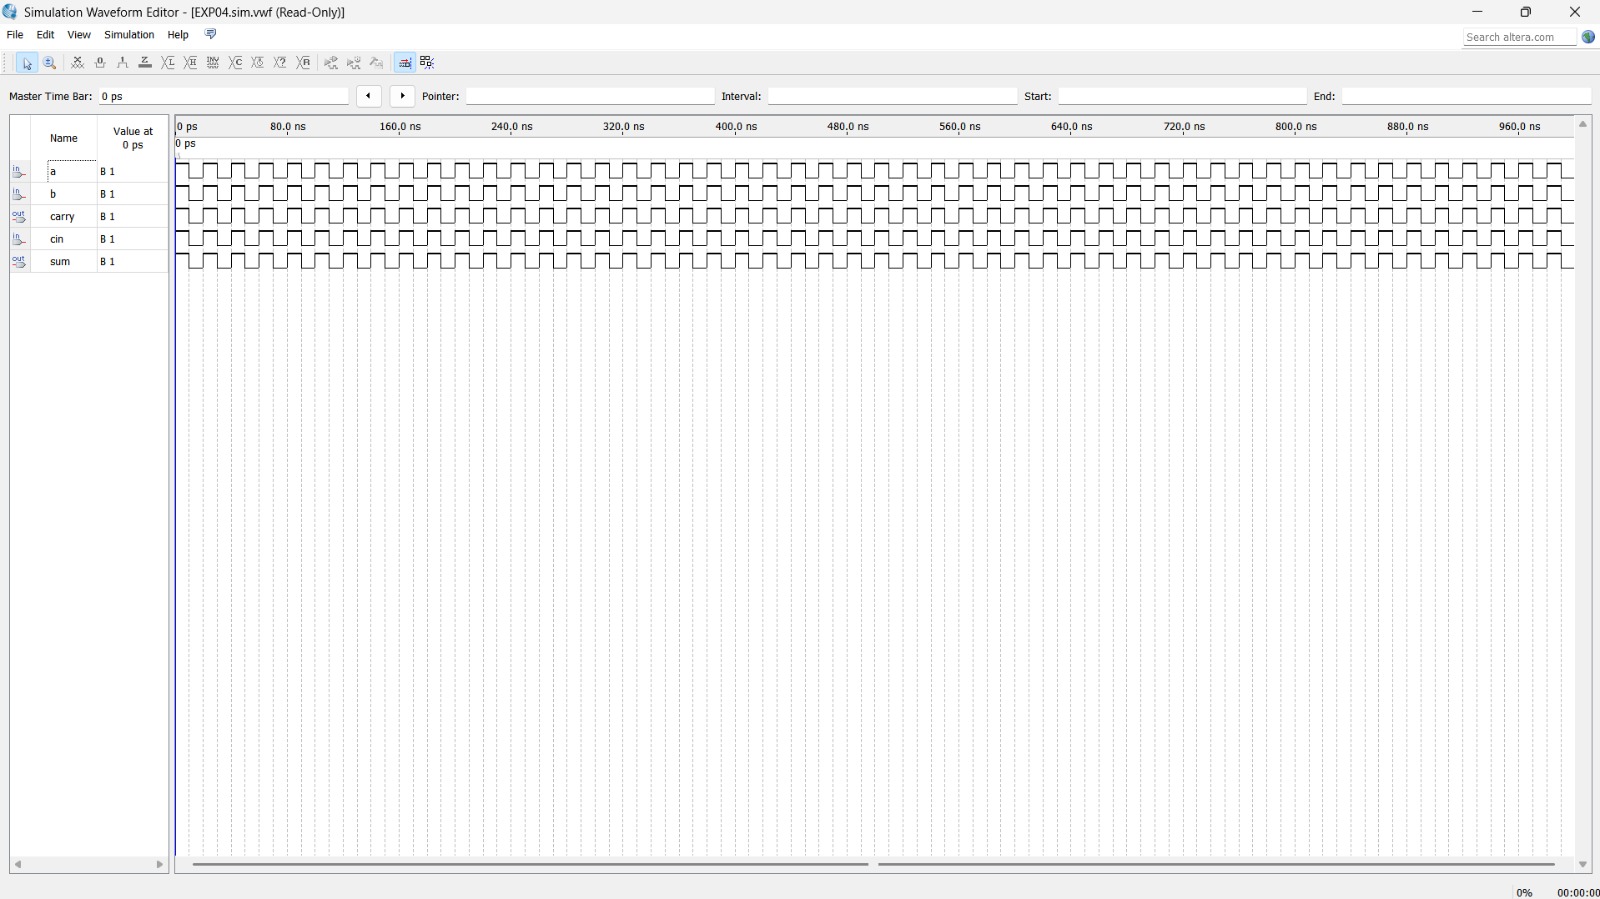 Simulation Waveform Editor - [EXP04.sim.vwf (Read-Only)]
File Edit View Simulation Help
Search altera.com
Master Time Bar: 0 ps Pointer: Interval: Start: End:
Name Value at 0 ps
0 ps 80.0 ns 160.0 ns 240.0 ns 320.0 ns 400.0 ns 480.0 ns 560.0 ns 640.0 ns 720.0 ns 800.0 ns 880.0 ns 960.0 ns
0 ps
in a B 1
in b B 1
out carry B 1
in cin B 1
out sum B 1
0% 00:00:00